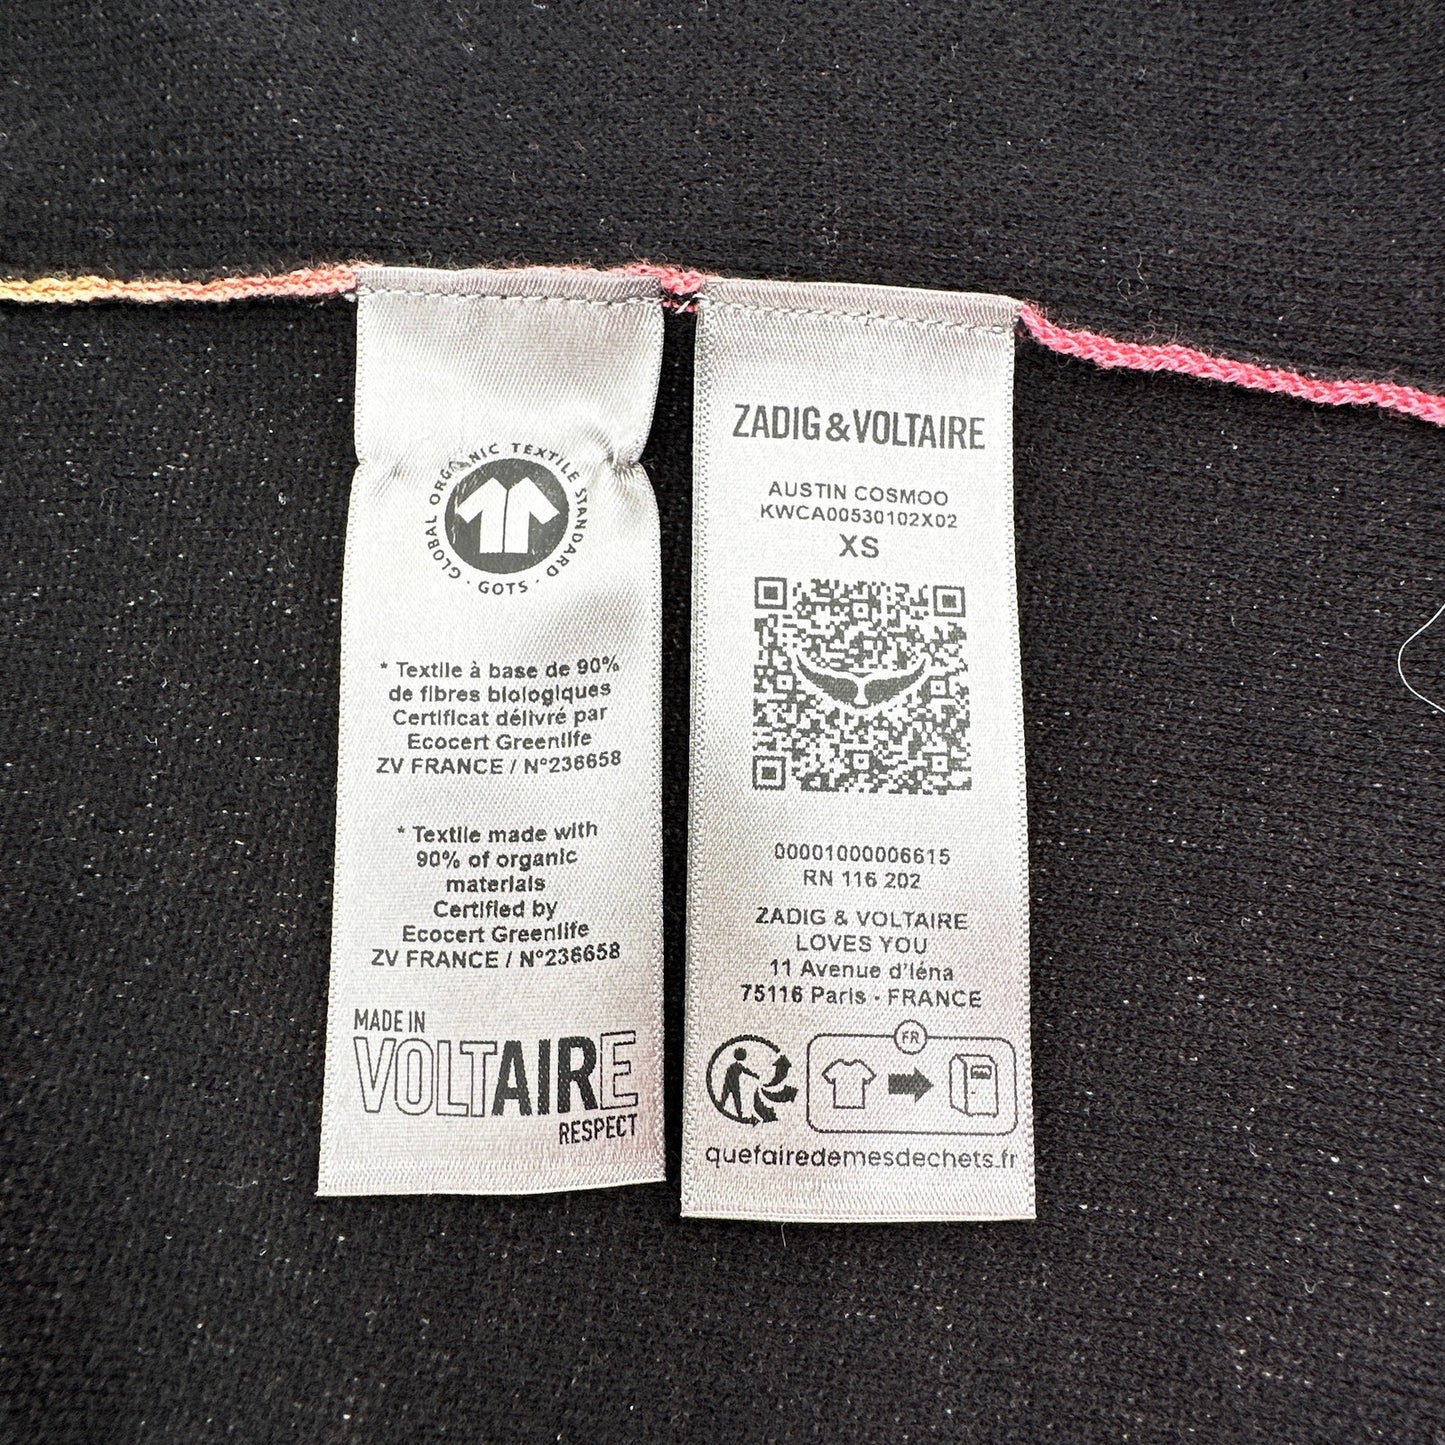 GLOBAL ORGANIC TEXTILE STANDARD · GOTS ·
* Textile à base de 90%
de fibres biologiques
Certificat délivré par
Ecocert Greenlife
ZV FRANCE / N°236658
* Textile made with
90% of organic
materials
Certified by
Ecocert Greenlife
ZV FRANCE / N°236658
MADE IN
VOLTAIRE
RESPECT
ZADIG&VOLTAIRE
AUSTIN COSMOO
KWCA00530102X02
XS
00001000006615
RN 116 202
ZADIG & VOLTAIRE
LOVES YOU
11 Avenue d'Iéna
75116 Paris - FRANCE
FR
quefairedemesdechets.fr